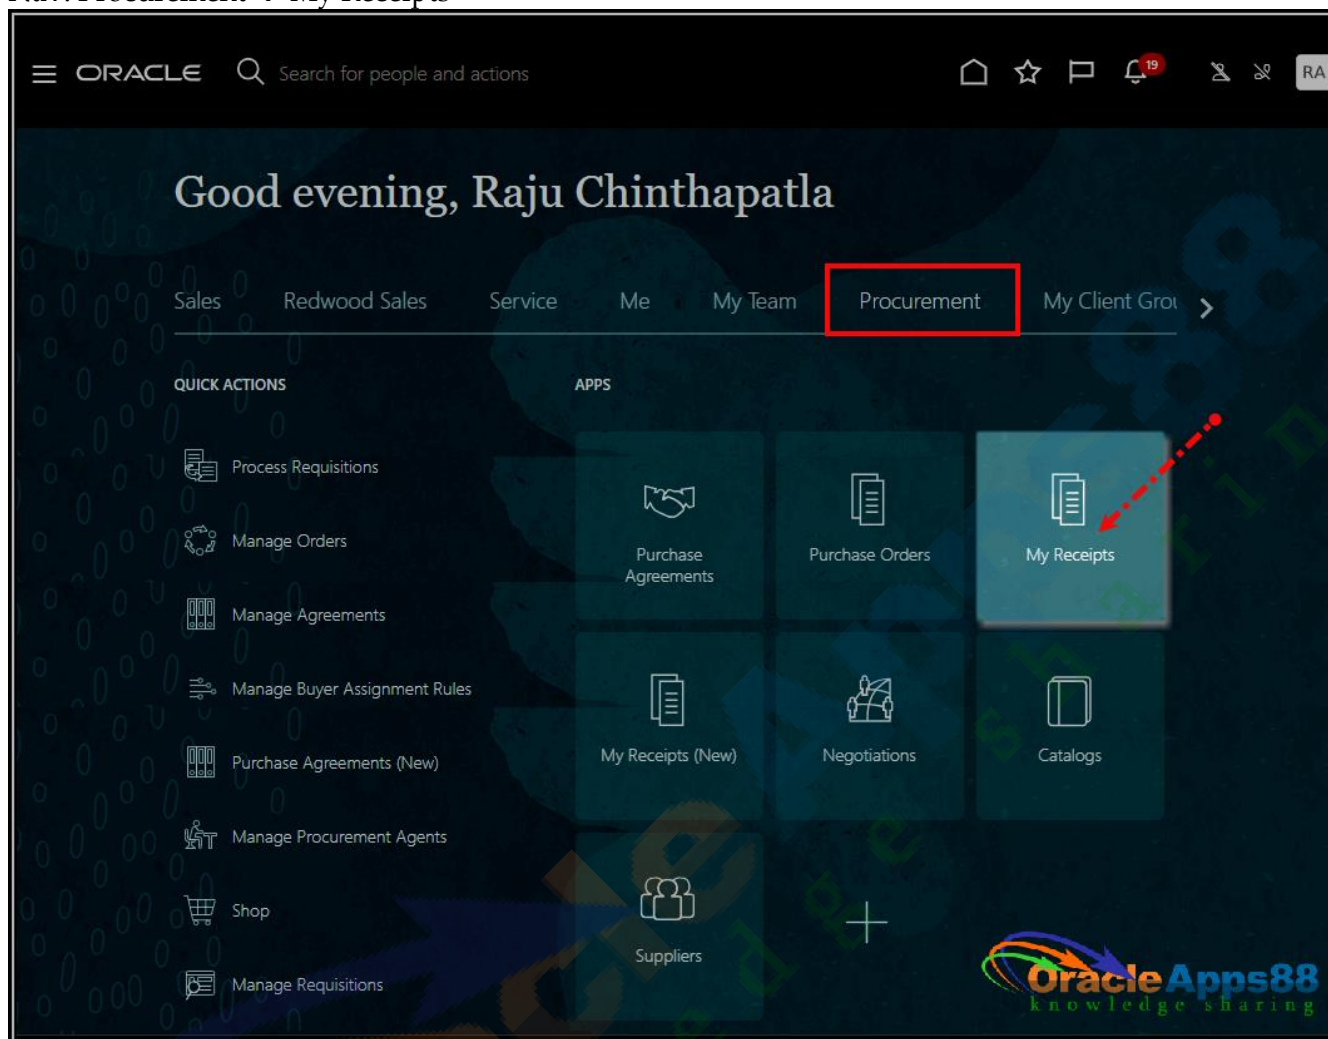 ORACLE Search for people and actions 19 RA
Good evening, Raju Chinthapatla
Sales Redwood Sales Service Me My Team Procurement My Client Grou
QUICK ACTIONS
APPS
Process Requisitions
Manage Orders
Manage Agreements
Manage Buyer Assignment Rules
Purchase Agreements (New)
Manage Procurement Agents
Shop
Manage Requisitions
Purchase
Agreements
Purchase Orders
My Receipts
My Receipts (New)
Negotiations
Catalogs
Suppliers
OracleApps88
knowledge sharing